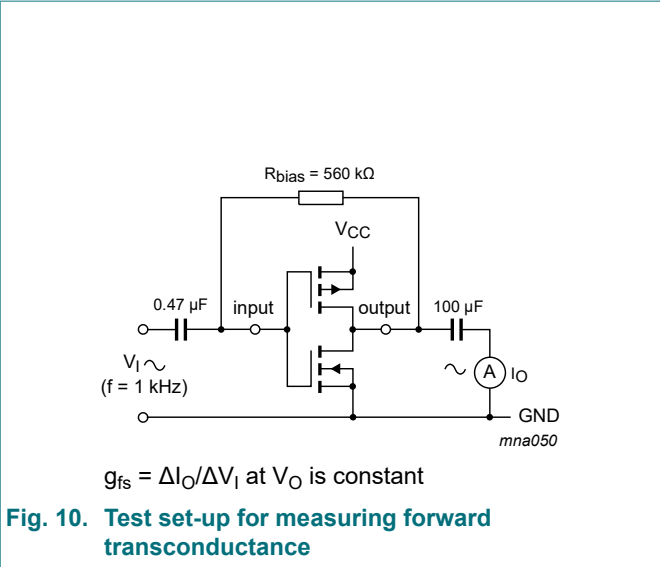 Rbias = 560 kΩ
VCC
0.47 µF
input
output
100 µF
VI
(f = 1 kHz)
A
IO
GND
mna050
gfs = ΔIO/ΔVI at VO is constant
Fig. 10. Test set-up for measuring forward
transconductance